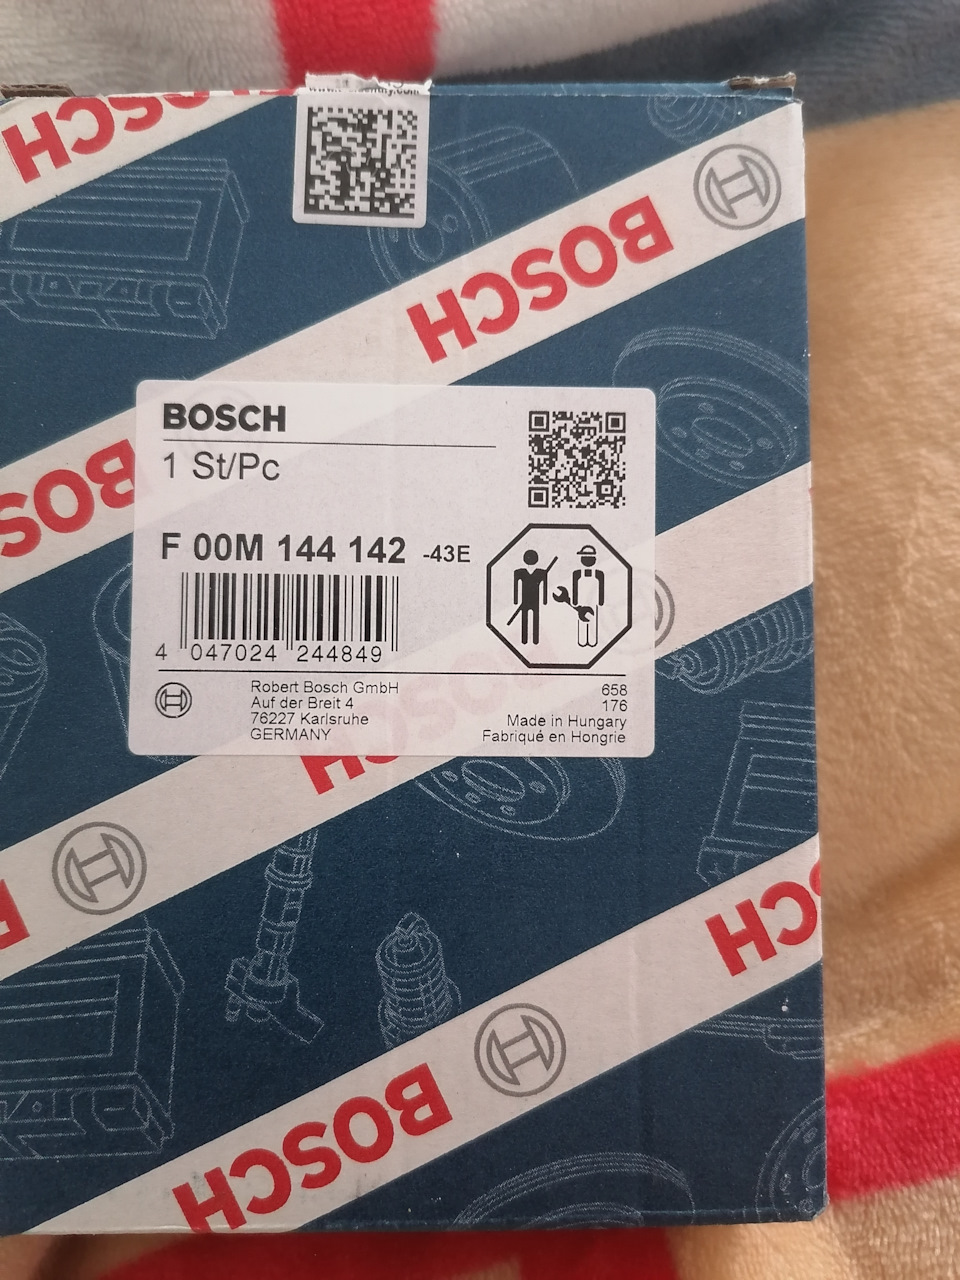 BOSCH
BOSCH
BOSCH
BOSCH
1 St/Pc
F 00M 144 142 -43E
4 047024 244849
Robert Bosch GmbH
Auf der Breit 4
76227 Karlsruhe
GERMANY
658
176
Made in Hungary
Fabriqué en Hongrie
BOSCH